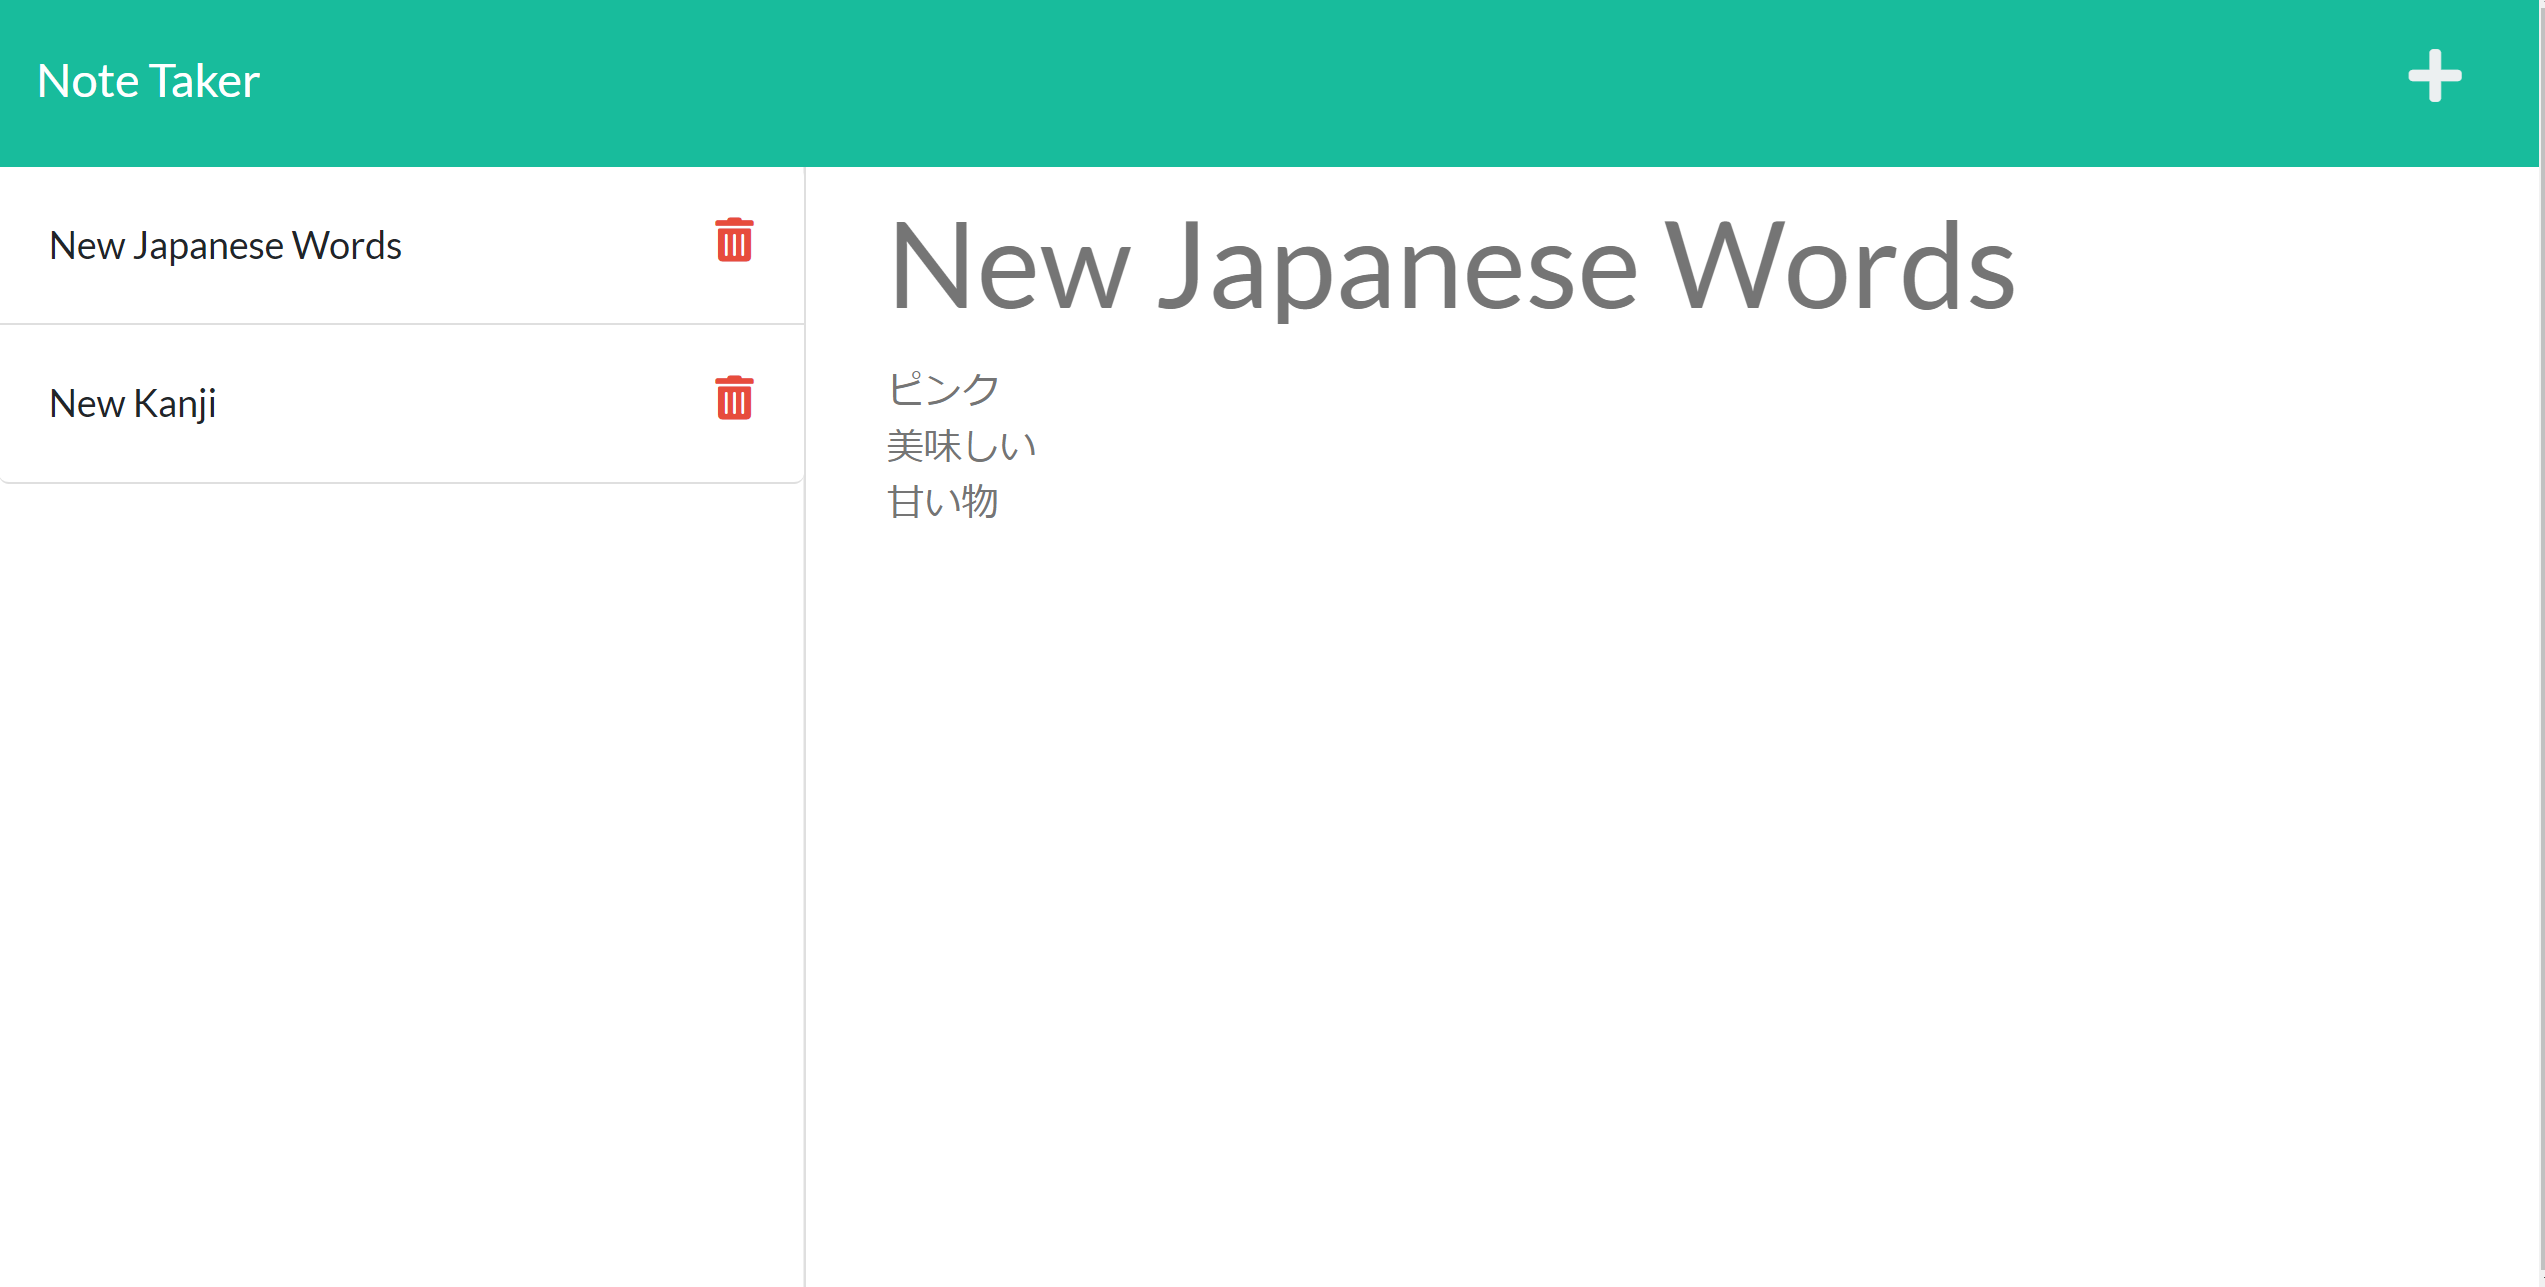 Note Taker
New Japanese Words
New Kanji
New Japanese Words
ピンク
美味しい
甘い物